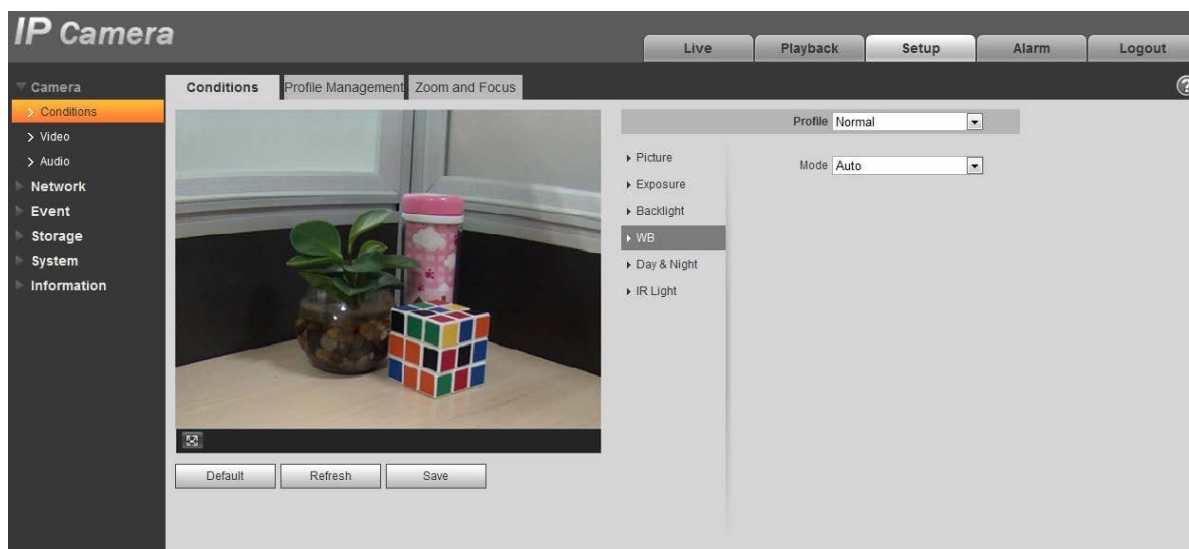 IP Camera
Live
Playback
Setup
Alarm
Logout
Camera
Conditions
Video
Audio
Network
Event
Storage
System
Information
Conditions
Profile Management
Zoom and Focus
?
Profile Normal
Picture
Exposure
Backlight
WB
Day & Night
IR Light
Mode Auto
Default
Refresh
Save